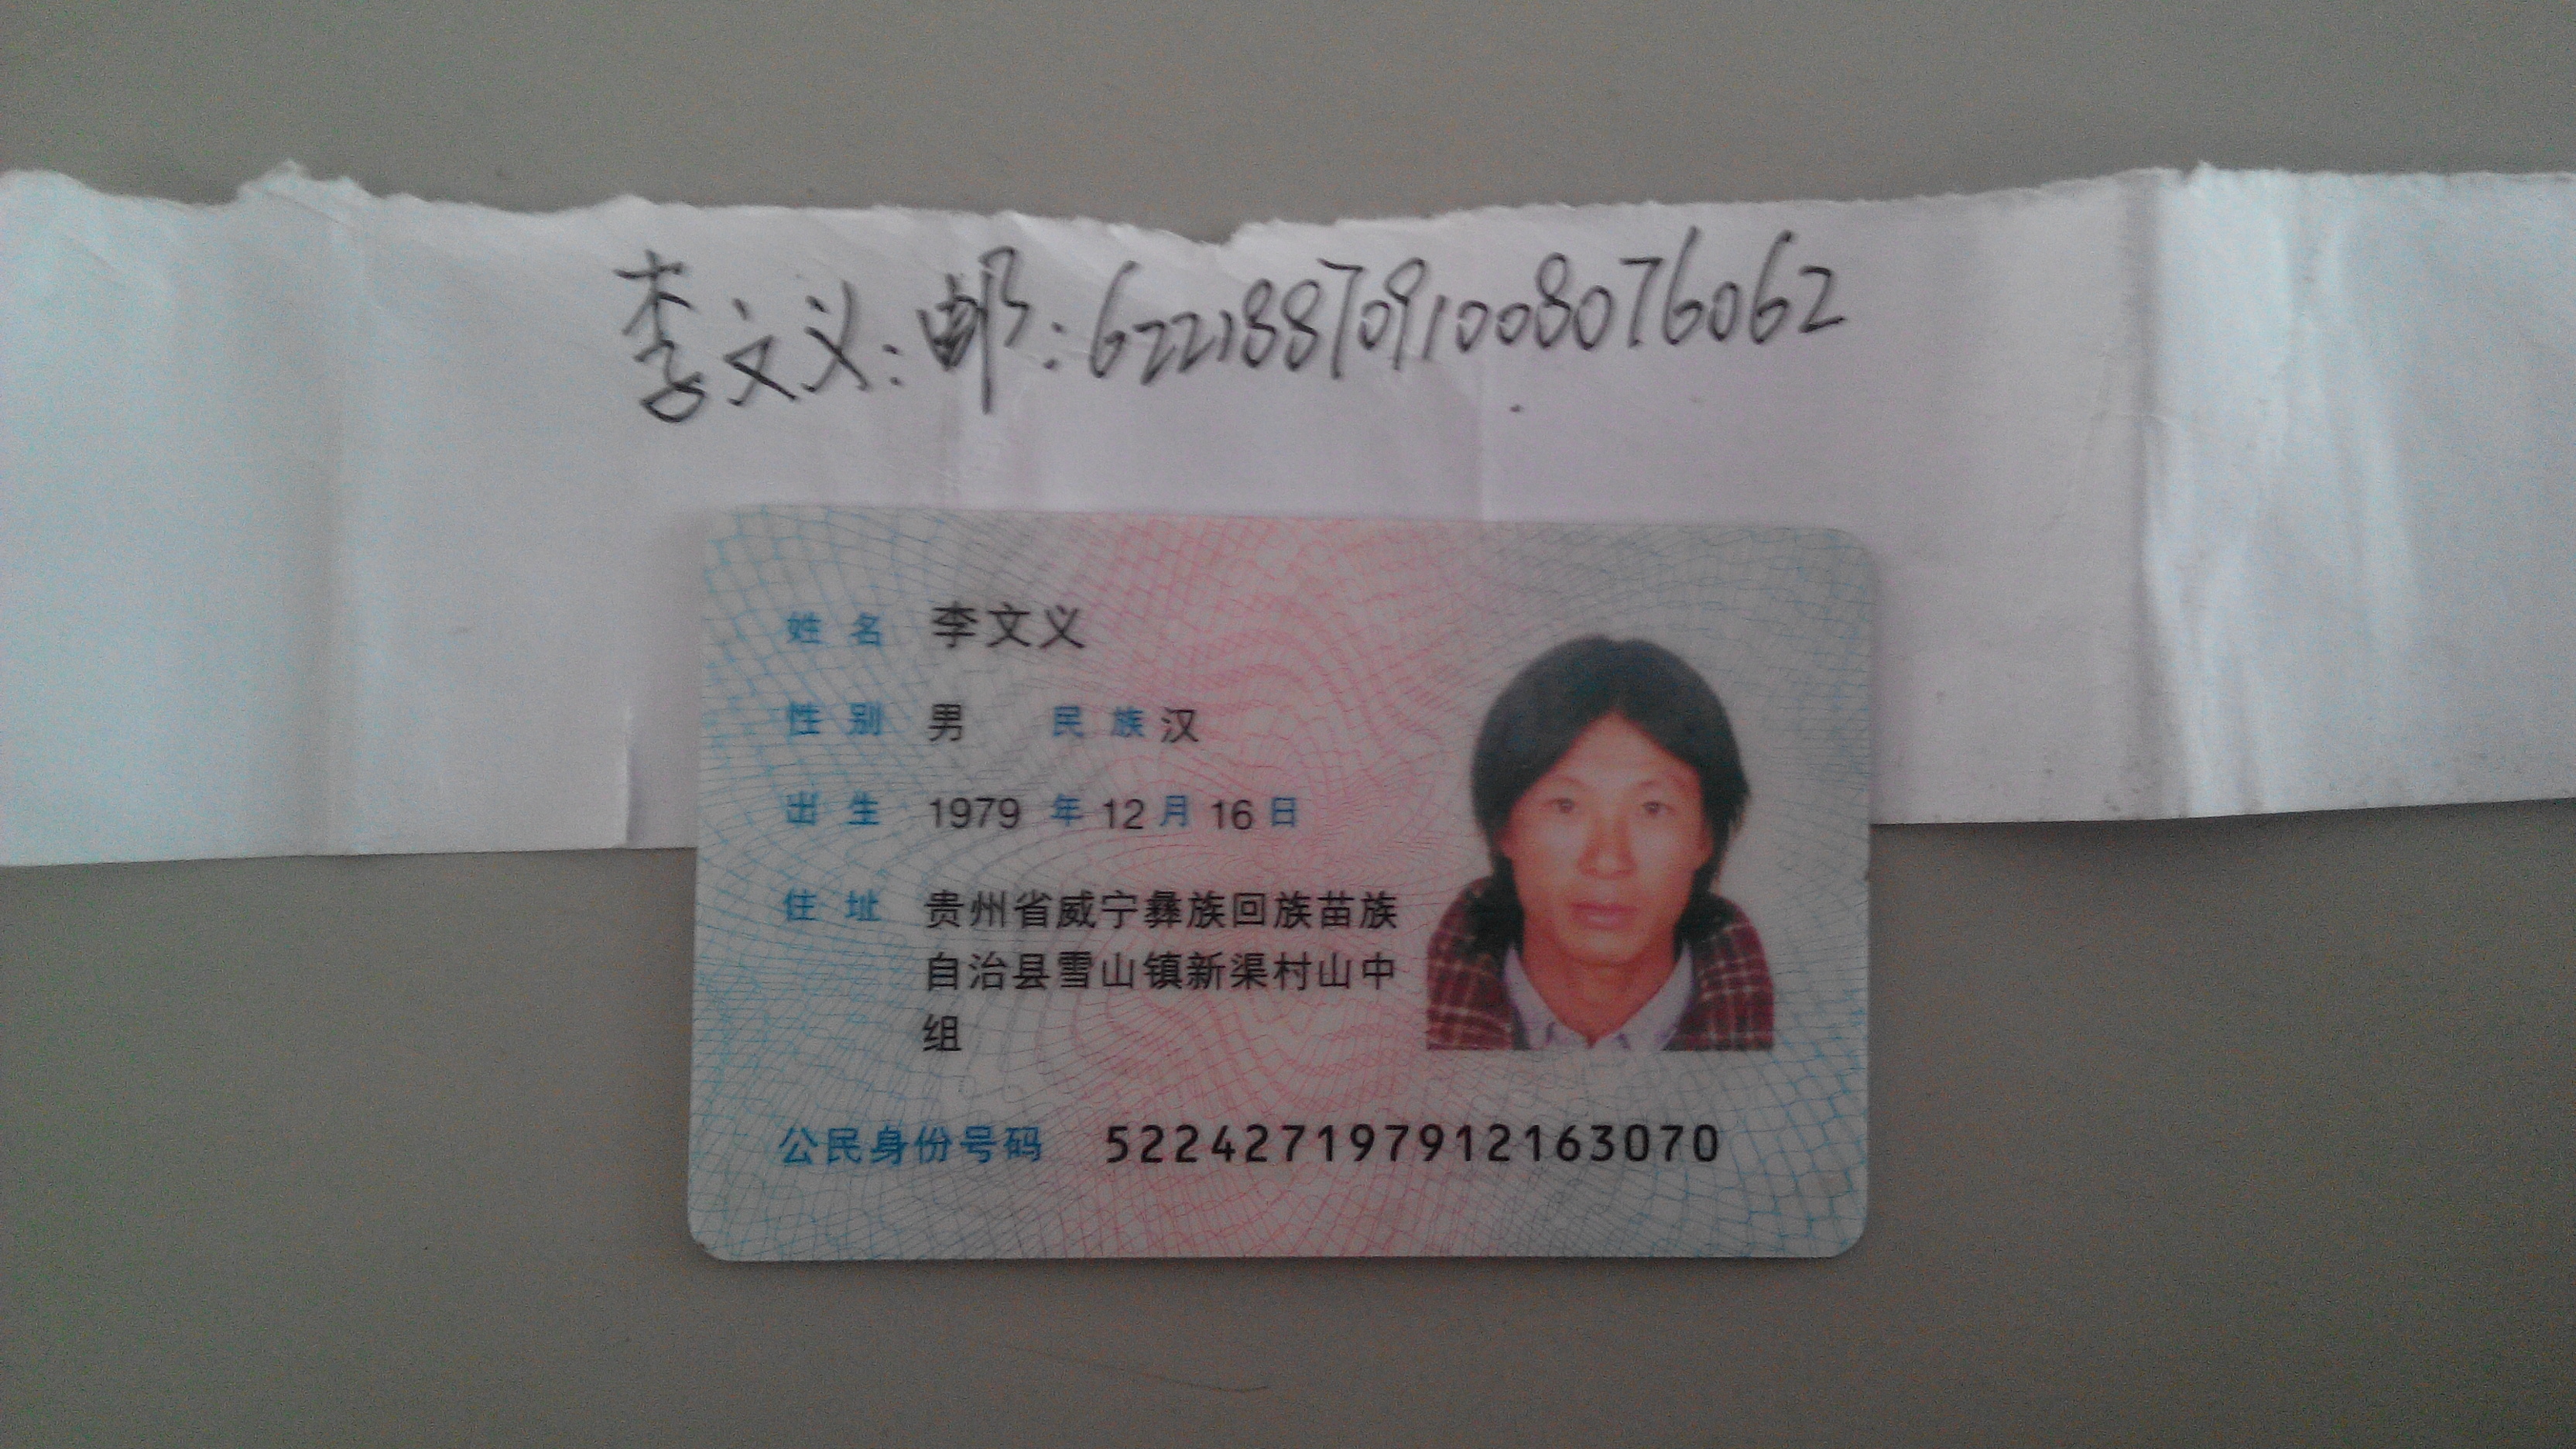 李文义:邮:6221887091008076062
姓名 李文义
性别 男 民族 汉
出生 1979 年 12 月 16 日
住址 贵州省威宁彝族回族苗族
自治县雪山镇新渠村山中
组
公民身份号码 522427197912163070